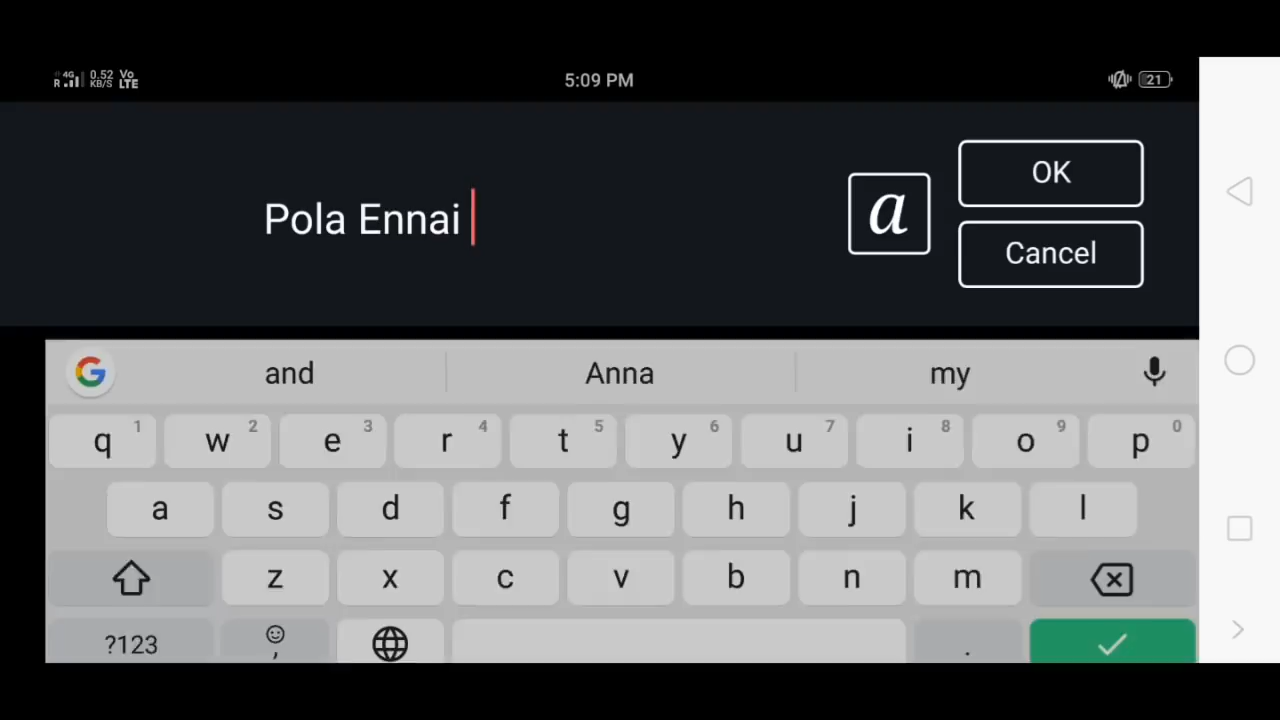 R 4G 0.52 KB/S Vo LTE 5:09 PM 21
Pola Ennai
a
OK
Cancel
G and Anna my
q 1 w 2 e 3 r 4 t 5 y 6 u 7 i 8 o 9 p 0
a s d f g h j k l
z x c v b n m
?123 , .